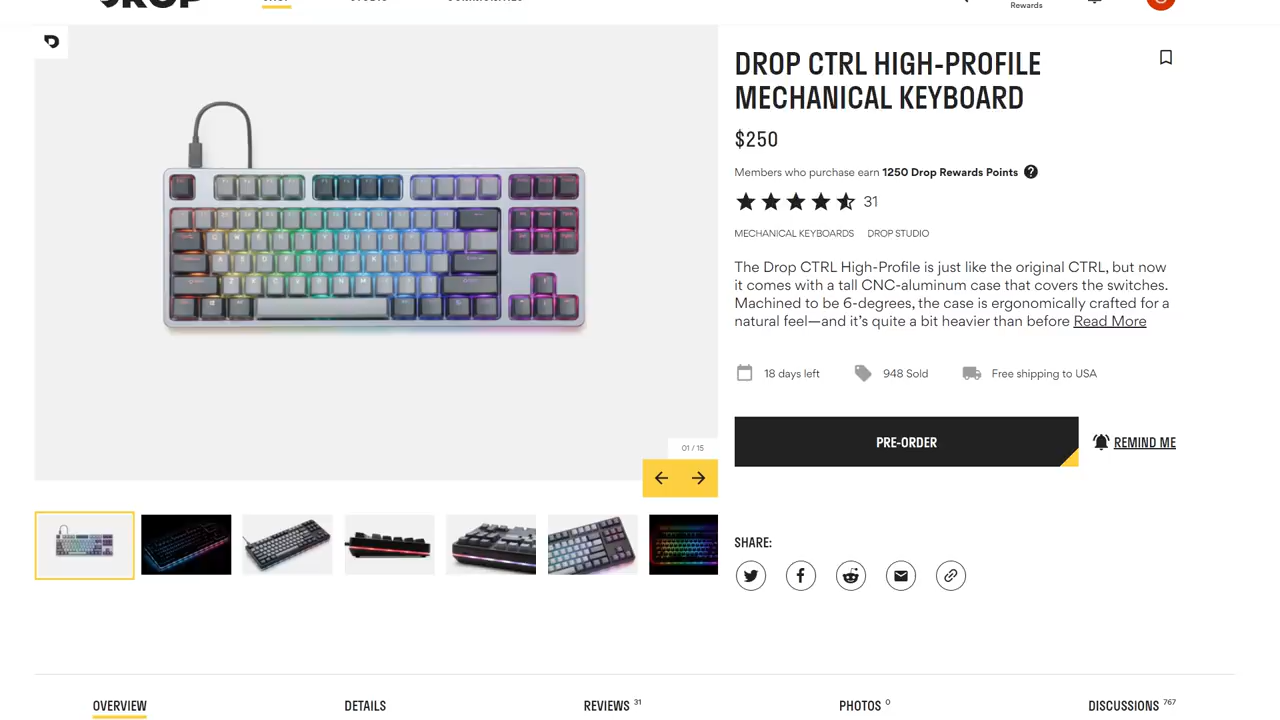 Rewards
DROP CTRL HIGH-PROFILE
MECHANICAL KEYBOARD
$250
Members who purchase earn 1250 Drop Rewards Points
31
MECHANICAL KEYBOARDS DROP STUDIO
The Drop CTRL High-Profile is just like the original CTRL, but now
it comes with a tall CNC-aluminum case that covers the switches.
Machined to be 6-degrees, the case is ergonomically crafted for a
natural feel—and it's quite a bit heavier than before Read More
18 days left 948 Sold Free shipping to USA
01 / 15
PRE-ORDER REMIND ME
SHARE:
OVERVIEW DETAILS REVIEWS 31 PHOTOS 0 DISCUSSIONS 767